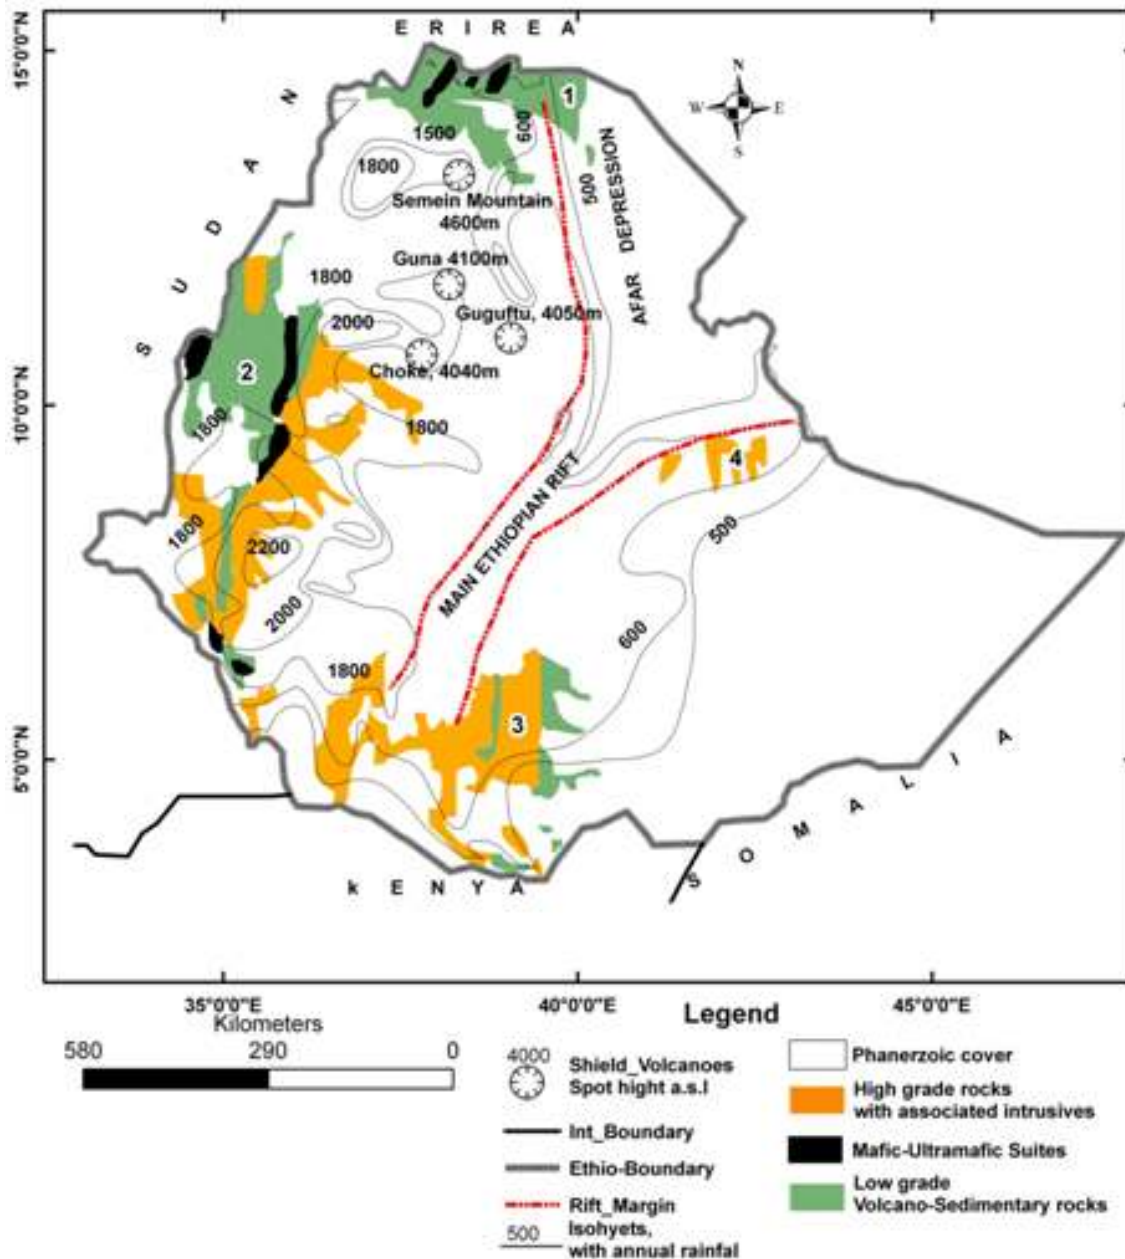 E R I R E A
15°0'0"N
N
W E
S
S U D A N
1
1500
600
1800
Semein Mountain
4600m
500
AFAR DEPRESSION
Guna 4100m
1800
2000
Guguftu, 4050m
Choke, 4040m
2
10°0'0"N
1800
1800
4
MAIN ETHIOPIAN RIFT
500
1800
2200
2000
600
1800
3
5°0'0"N
S O M A L I A
k E N Y A
35°0'0"E
40°0'0"E
45°0'0"E
Kilometers
580 290 0
Legend
4000
Shield_Volcanoes
Spot hight a.s.l
Int_Boundary
Ethio-Boundary
Rift_Margin
500
Isohyets,
with annual rainfal
Phanerzoic cover
High grade rocks
with associated intrusives
Mafic-Ultramafic Suites
Low grade
Volcano-Sedimentary rocks